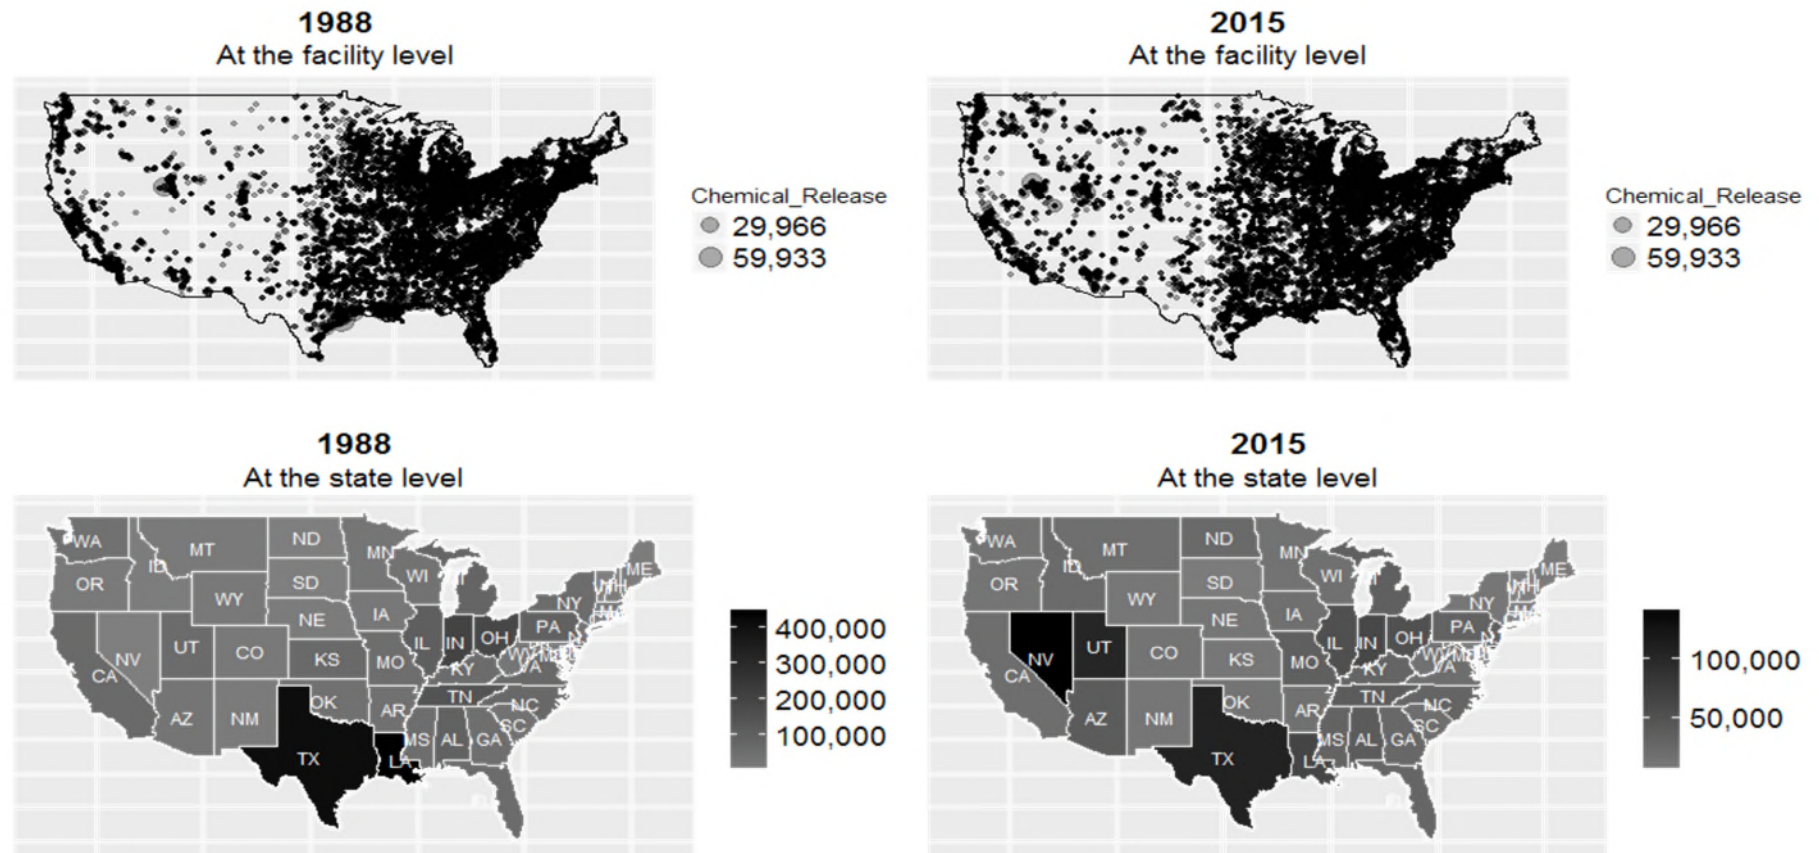 1988
At the facility level
Chemical_Release
29,966
59,933
2015
At the facility level
Chemical_Release
29,966
59,933
1988
At the state level
WA
MT
ND
MN
ID
OR
SD
WI
ME
WY
NY
IA
NE
PA
IL
IN
OH
NV
UT
CO
KS
MO
KY
VA
CA
TN
NC
OK
AR
SC
AZ
NM
MS
AL
GA
TX
LA
400,000
300,000
200,000
100,000
2015
At the state level
WA
MT
ND
MN
ID
OR
SD
WI
ME
WY
NY
IA
NE
PA
IL
IN
OH
NV
UT
CO
KS
MO
KY
VA
CA
TN
NC
OK
AR
SC
AZ
NM
MS
AL
GA
TX
LA
100,000
50,000